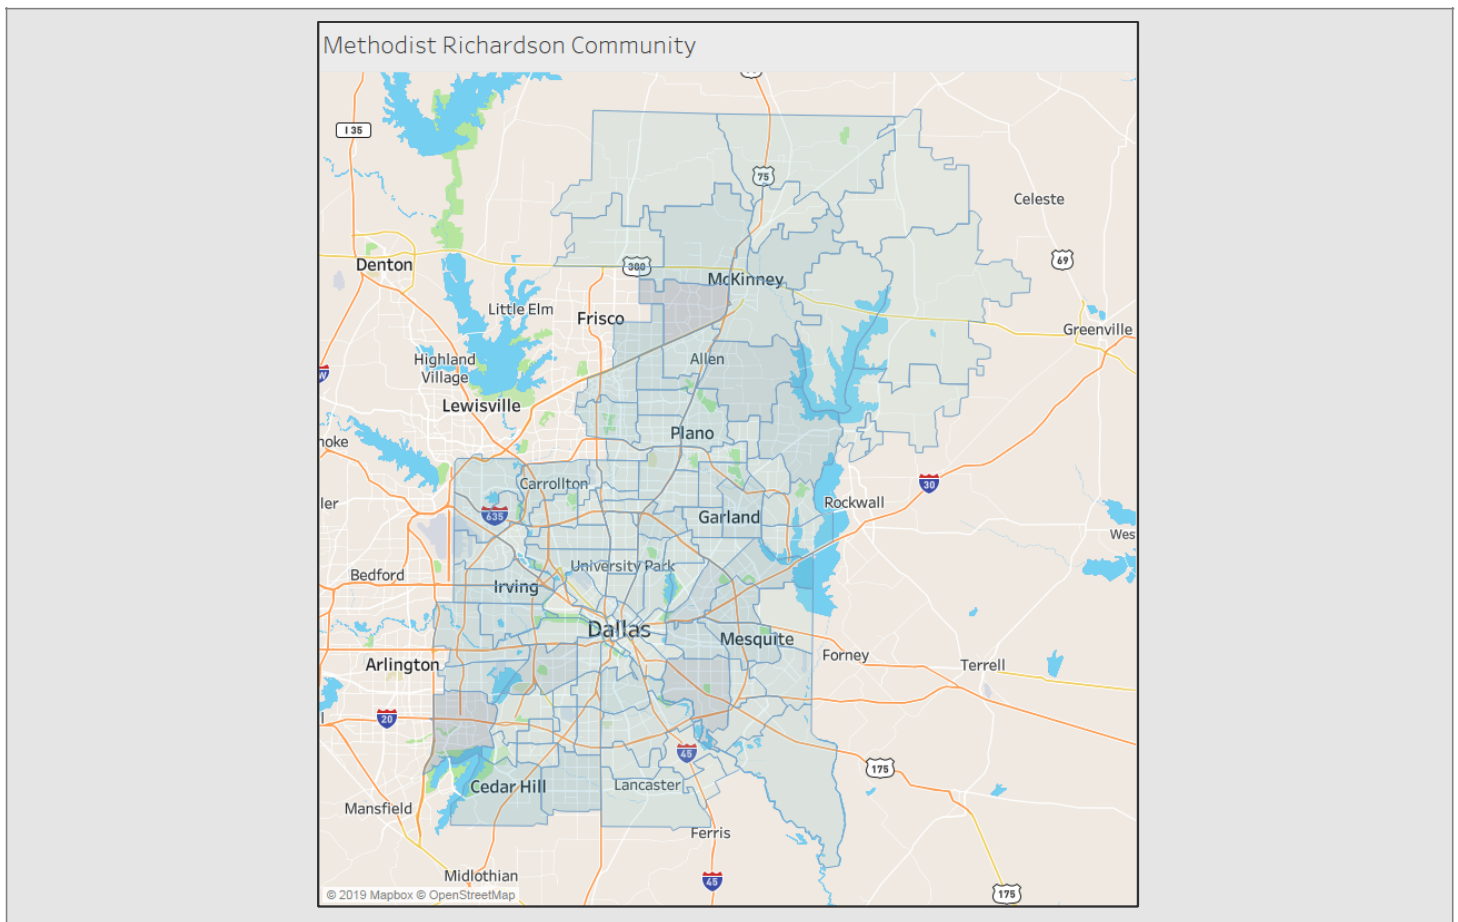 Methodist Richardson Community
I 35
75
Celeste
69
Denton
380
McKinney
Little Elm
Frisco
Greenville
Highland
Village
Allen
Lewisville
Plano
noke
Carrollton
30
Rockwall
ler
635
Garland
Wes
University Park
Bedford
Irving
Dallas
Mesquite
Forney
Arlington
Terrell
20
45
175
Cedar Hill
Lancaster
Mansfield
Ferris
Midlothian
45
175
© 2019 Mapbox © OpenStreetMap